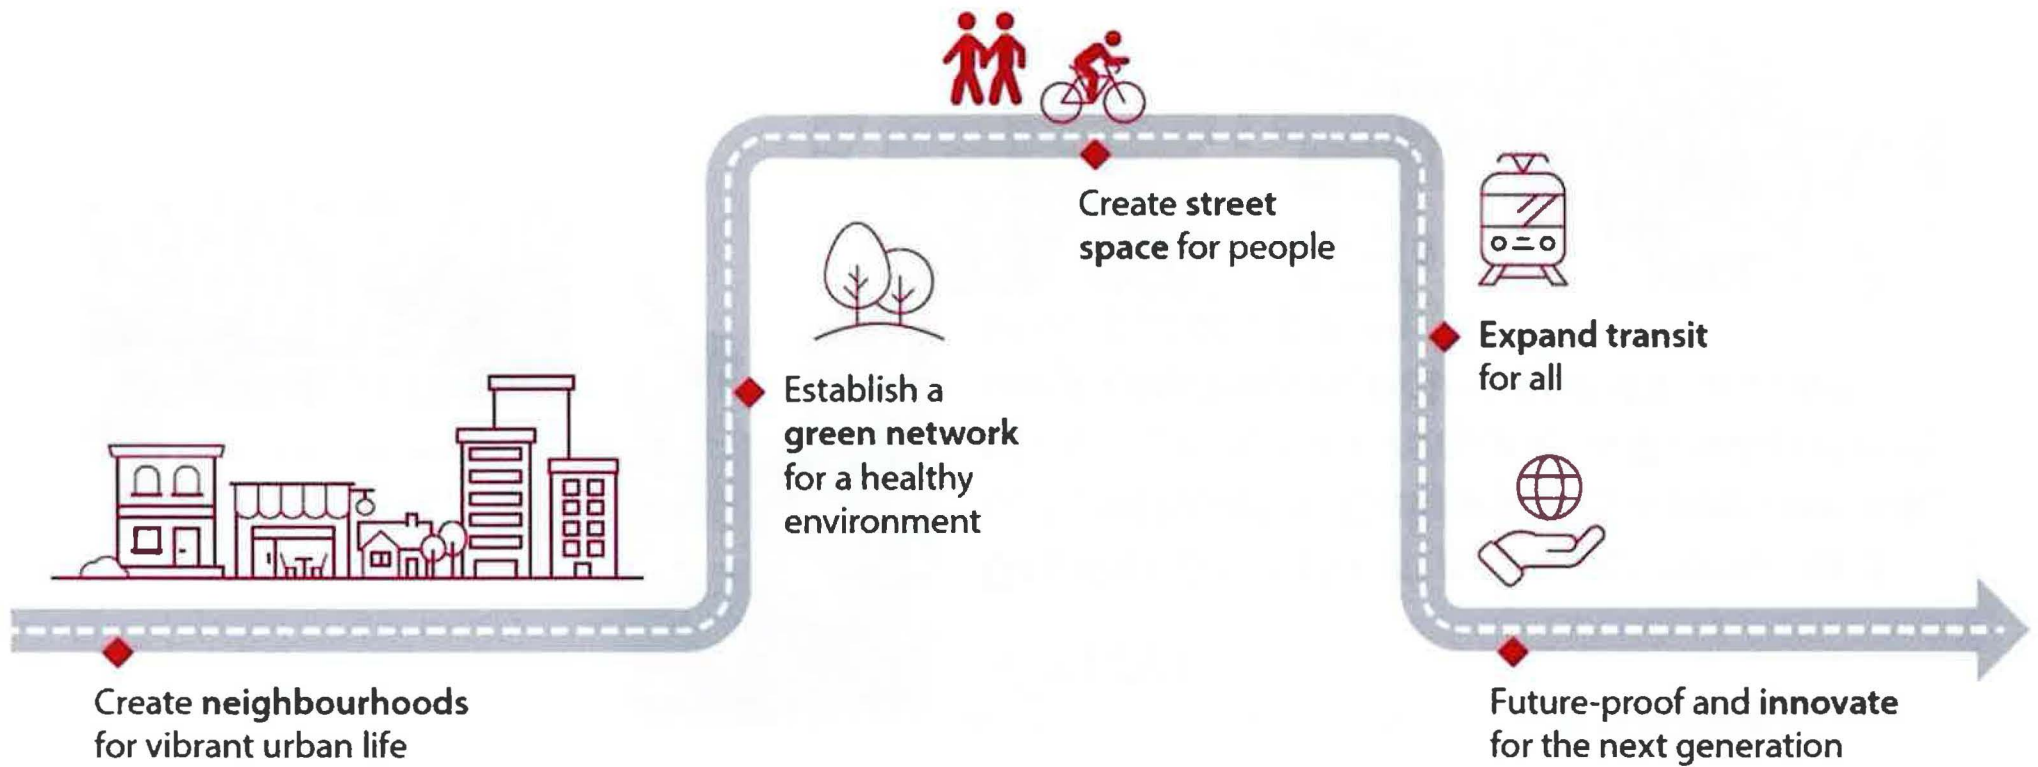 Create neighbourhoods
for vibrant urban life
Establish a
green network
for a healthy
environment
Create street
space for people
Expand transit
for all
Future-proof and innovate
for the next generation